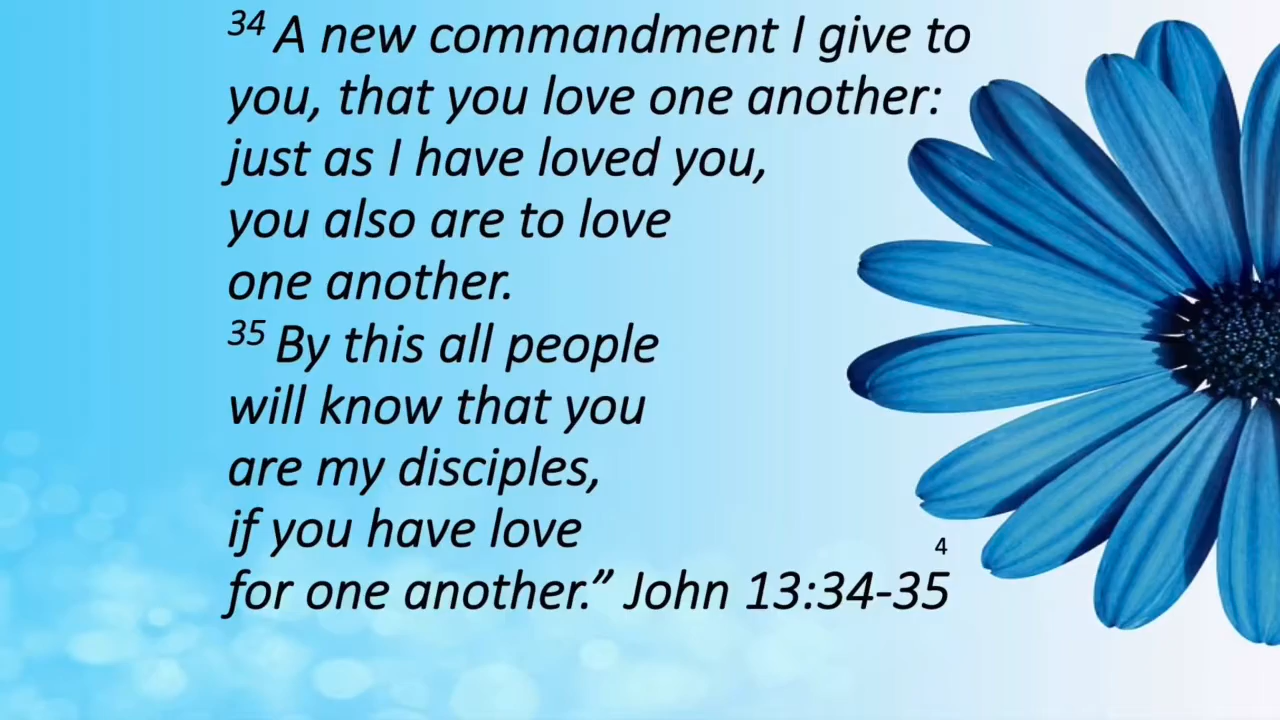 34 A new commandment I give to
you, that you love one another:
just as I have loved you,
you also are to love
one another.
35 By this all people
will know that you
are my disciples,
if you have love
4
for one another.” John 13:34-35